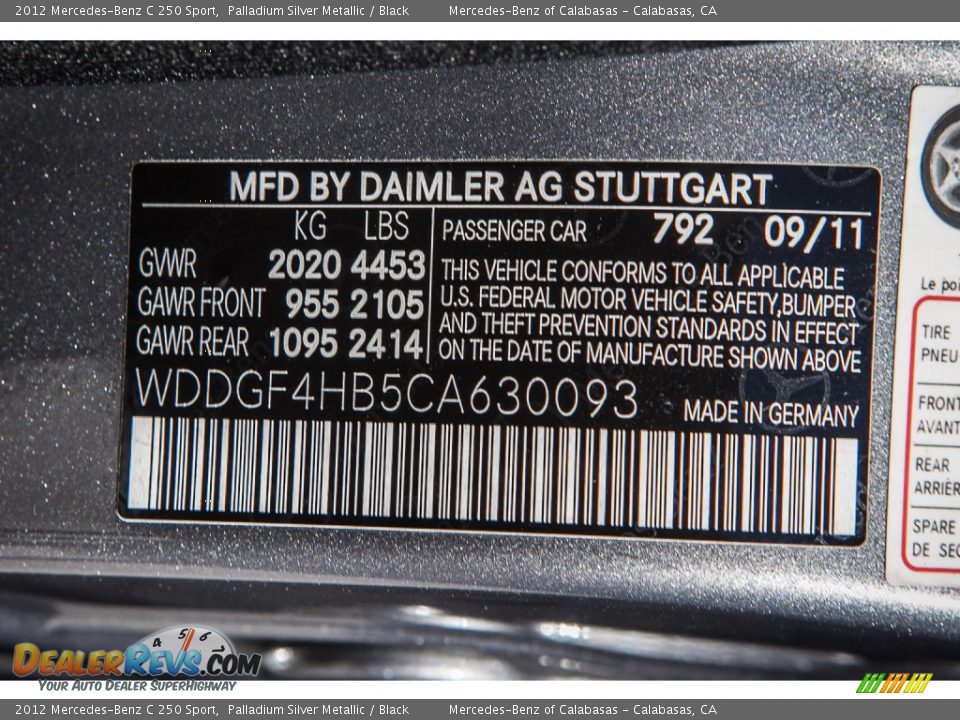 2012 Mercedes-Benz C 250 Sport, Palladium Silver Metallic / Black Mercedes-Benz of Calabasas - Calabasas, CA
MFD BY DAIMLER AG STUTTGART
KG LBS
GVWR 2020 4453
GAWR FRONT 955 2105
GAWR REAR 1095 2414
PASSENGER CAR 792 09/11
THIS VEHICLE CONFORMS TO ALL APPLICABLE
U.S. FEDERAL MOTOR VEHICLE SAFETY, BUMPER
AND THEFT PREVENTION STANDARDS IN EFFECT
ON THE DATE OF MANUFACTURE SHOWN ABOVE
WDDGF4HB5CA630093
MADE IN GERMANY
Le poi
TIRE
PNEU
FRONT
AVANT
REAR
ARRIÈR
SPARE
DE SEC
4 5 6
DEALERREVS.COM
YOUR AUTO DEALER SUPERHIGHWAY
2012 Mercedes-Benz C 250 Sport, Palladium Silver Metallic / Black Mercedes-Benz of Calabasas - Calabasas, CA